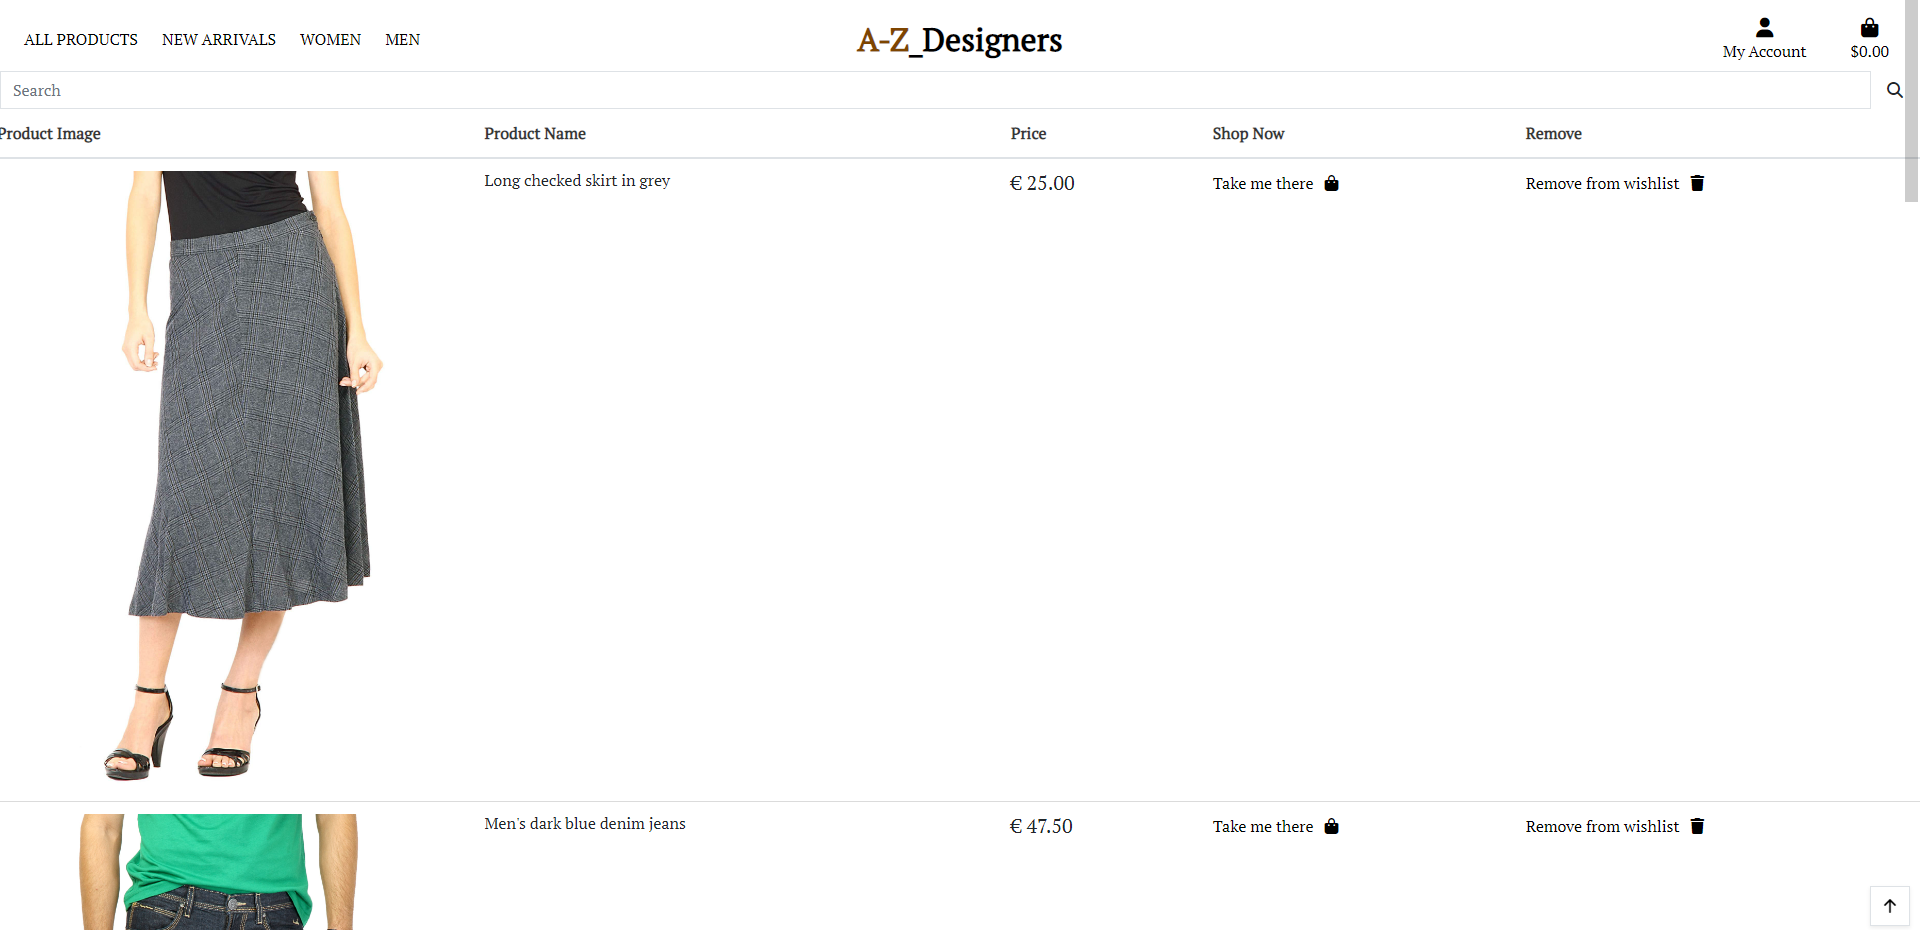 ALL PRODUCTS NEW ARRIVALS WOMEN MEN
A-Z_Designers
My Account
$0.00
Search
Product Image Product Name Price Shop Now Remove
Long checked skirt in grey € 25.00 Take me there Remove from wishlist
Men's dark blue denim jeans € 47.50 Take me there Remove from wishlist